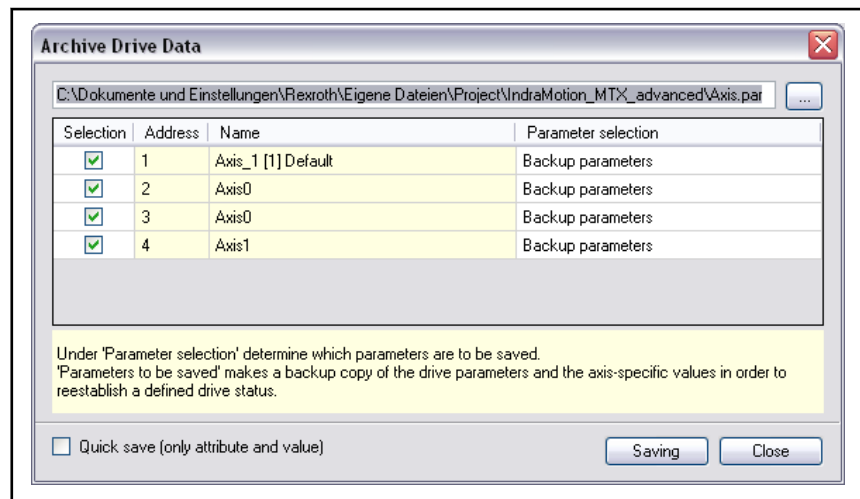 Archive Drive Data
C:\Dokumente und Einstellungen\Rexroth\Eigene Dateien\Project\IndraMotion_MTX_advanced\Axis.par
...
Selection Address Name Parameter selection
1 Axis_1 [1] Default Backup parameters
2 Axis0 Backup parameters
3 Axis0 Backup parameters
4 Axis1 Backup parameters
Under 'Parameter selection' determine which parameters are to be saved.
'Parameters to be saved' makes a backup copy of the drive parameters and the axis-specific values in order to
reestablish a defined drive status.
Quick save (only attribute and value) Saving Close